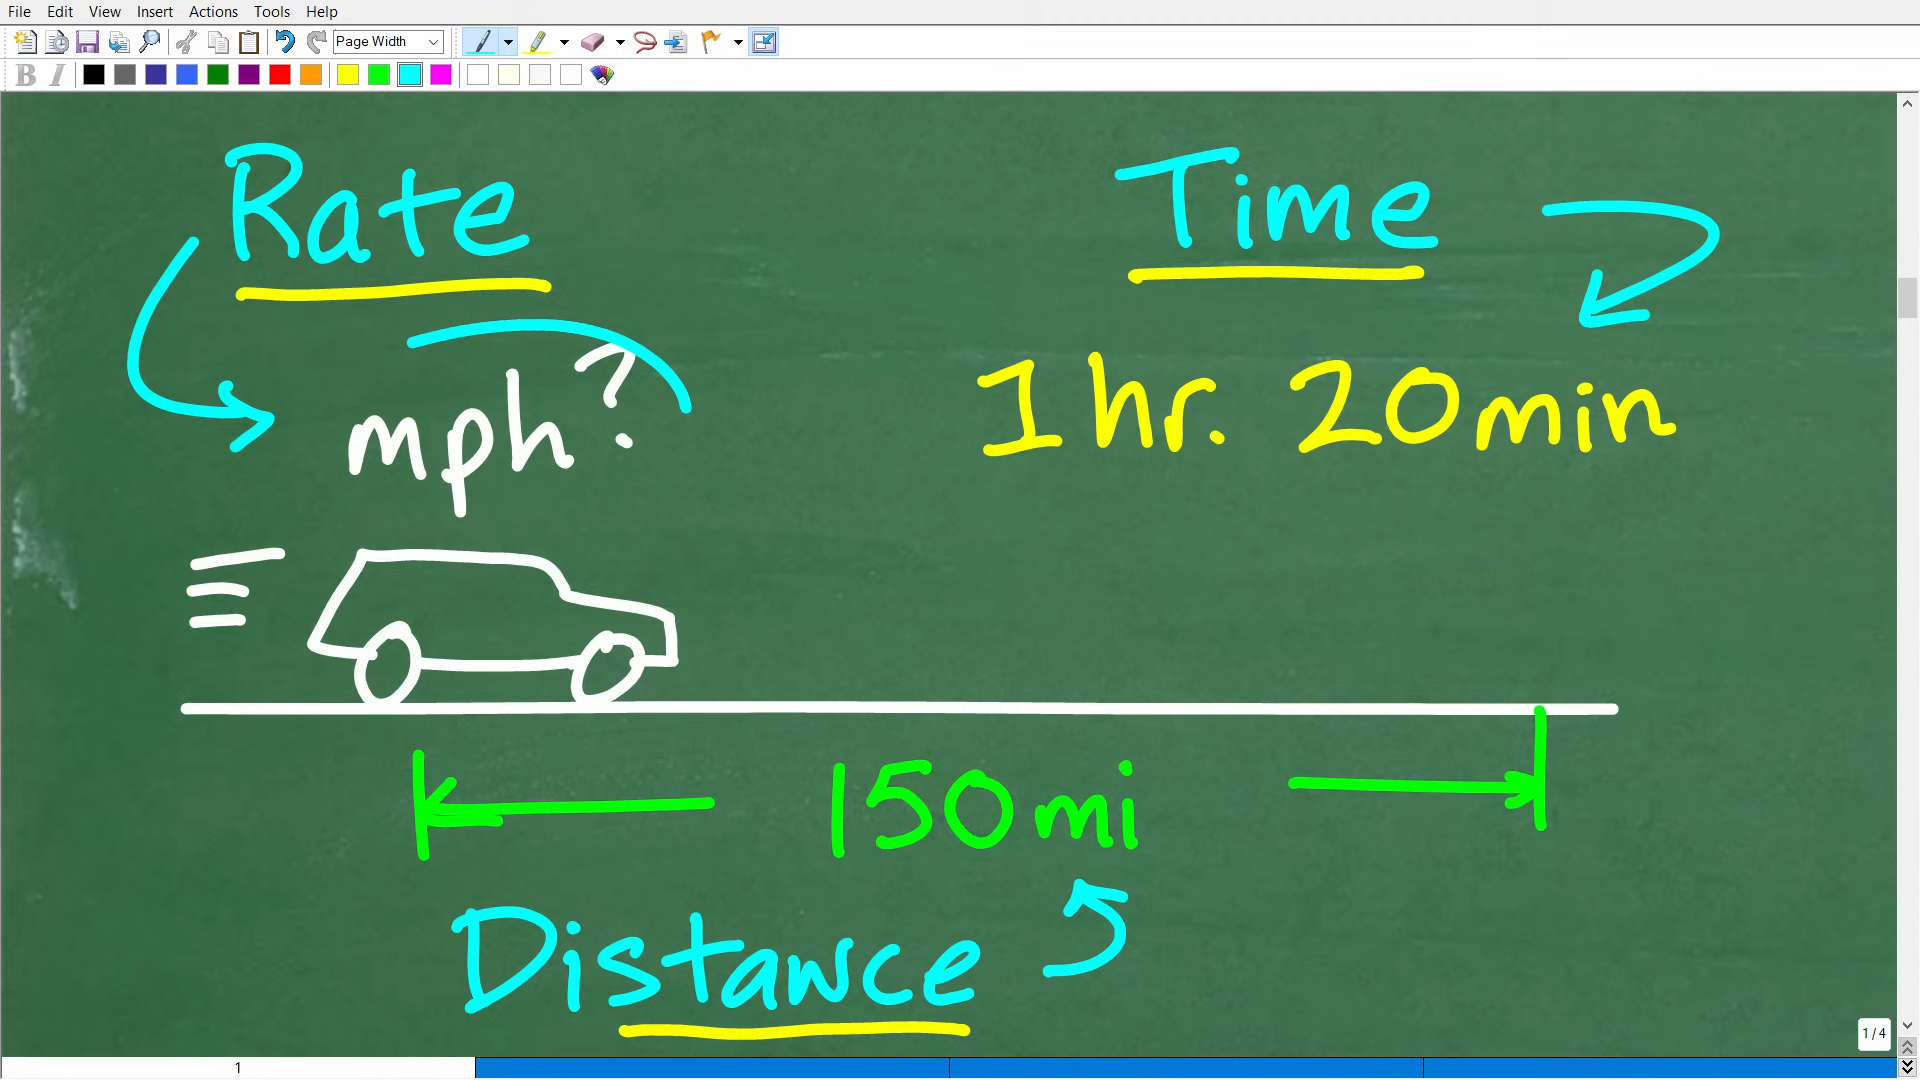 File Edit View Insert Actions Tools Help
Page Width
B I
Rate
Time
mph?
1 hr. 20 min
150 mi
Distance
1 / 4
1